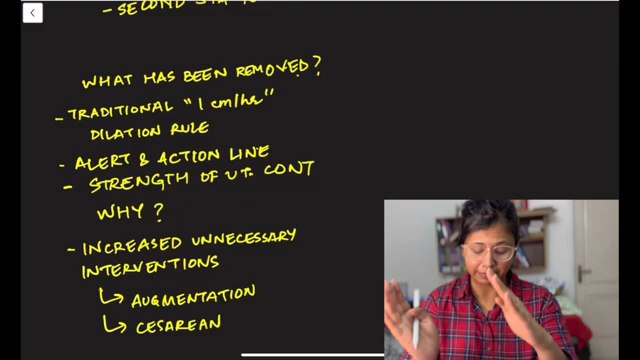 - SECOND
WHAT HAS BEEN REMOVED?
- TRADITIONAL "1 cm/hr"
DILATION RULE
- ALERT & ACTION LINE
- STRENGTH OF UT. CONT
WHY?
- INCREASED UNNECESSARY
INTERVENTIONS
↳ AUGMENTATION
↳ CESAREAN